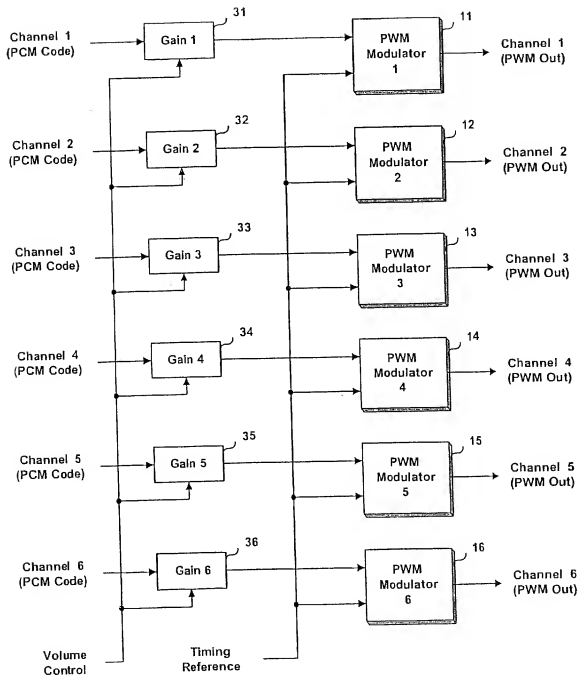 31
11
Channel 1
(PCM Code)
Gain 1
PWM
Modulator
1
Channel 1
(PWM Out)
32
12
Channel 2
(PCM Code)
Gain 2
PWM
Modulator
2
Channel 2
(PWM Out)
33
13
Channel 3
(PCM Code)
Gain 3
PWM
Modulator
3
Channel 3
(PWM Out)
34
14
Channel 4
(PCM Code)
Gain 4
PWM
Modulator
4
Channel 4
(PWM Out)
35
15
Channel 5
(PCM Code)
Gain 5
PWM
Modulator
5
Channel 5
(PWM Out)
36
16
Channel 6
(PCM Code)
Gain 6
PWM
Modulator
6
Channel 6
(PWM Out)
Volume
Control
Timing
Reference